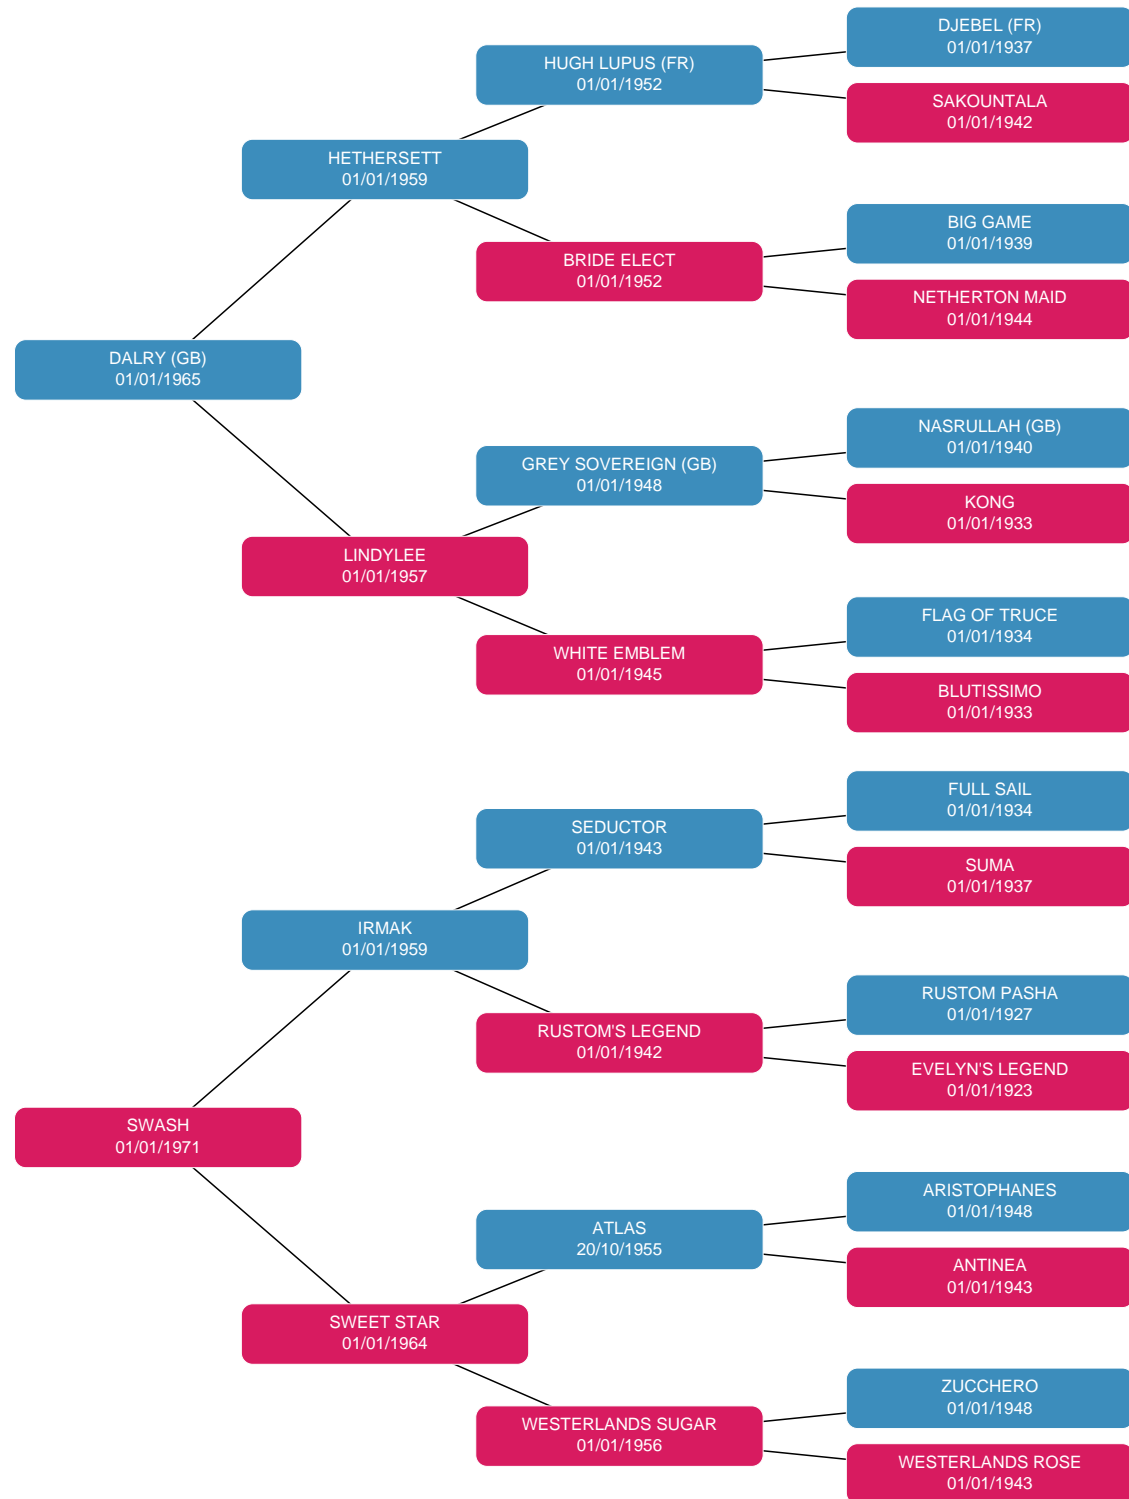 DJEBEL (FR)
01/01/1937
HUGH LUPUS (FR)
01/01/1952
SAKOUNTALA
01/01/1942
HETHERSETT
01/01/1959
BIG GAME
01/01/1939
BRIDE ELECT
01/01/1952
NETHERTON MAID
01/01/1944
DALRY (GB)
01/01/1965
NASRULLAH (GB)
01/01/1940
GREY SOVEREIGN (GB)
01/01/1948
KONG
01/01/1933
LINDYLEE
01/01/1957
FLAG OF TRUCE
01/01/1934
WHITE EMBLEM
01/01/1945
BLUTISSIMO
01/01/1933
FULL SAIL
01/01/1934
SEDUCTOR
01/01/1943
SUMA
01/01/1937
IRMAK
01/01/1959
RUSTOM PASHA
01/01/1927
RUSTOM'S LEGEND
01/01/1942
EVELYN'S LEGEND
01/01/1923
SWASH
01/01/1971
ARISTOPHANES
01/01/1948
ATLAS
20/10/1955
ANTINEA
01/01/1943
SWEET STAR
01/01/1964
ZUCCHERO
01/01/1948
WESTERLANDS SUGAR
01/01/1956
WESTERLANDS ROSE
01/01/1943